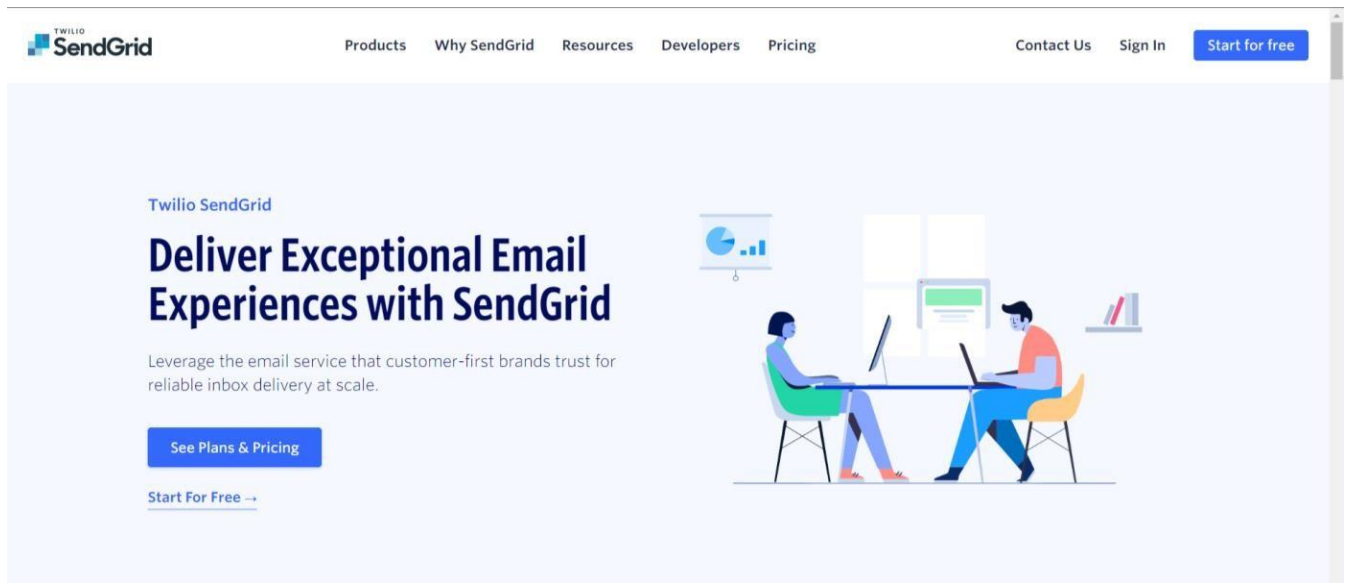 TWILIO
SendGrid
Products Why SendGrid Resources Developers Pricing Contact Us Sign In Start for free
Twilio SendGrid
Deliver Exceptional Email
Experiences with SendGrid
Leverage the email service that customer-first brands trust for
reliable inbox delivery at scale.
See Plans & Pricing
Start For Free →